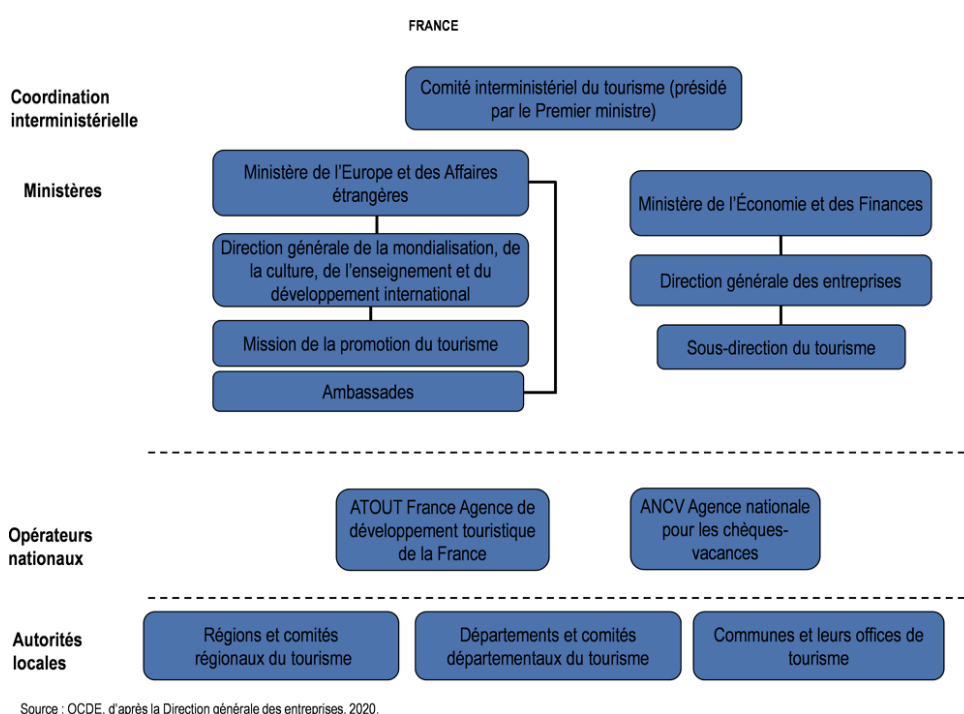 FRANCE
Coordination
interministérielle
Comité interministériel du tourisme (présidé
par le Premier ministre)
Ministères
Ministère de l'Europe et des Affaires
étrangères
Ministère de l'Économie et des Finances
Direction générale de la mondialisation, de
la culture, de l'enseignement et du
développement international
Direction générale des entreprises
Mission de la promotion du tourisme
Sous-direction du tourisme
Ambassades
Opérateurs
nationaux
ATOUT France Agence de
développement touristique
de la France
ANCV Agence nationale
pour les chèques-
vacances
Autorités
locales
Régions et comités
régionaux du tourisme
Départements et comités
départementaux du tourisme
Communes et leurs offices de
tourisme
Source : OCDE, d'après la Direction générale des entreprises, 2020.